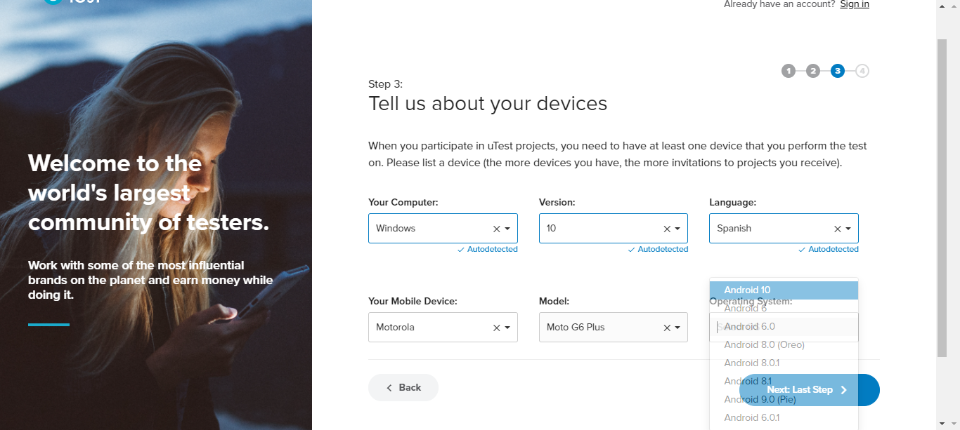 Already have an account? Sign in
1 2 3 4
Step 3:
Tell us about your devices
When you participate in uTest projects, you need to have at least one device that you perform the test
on. Please list a device (the more devices you have, the more invitations to projects you receive).
Welcome to the
world's largest
community of testers.
Work with some of the most influential
brands on the planet and earn money while
doing it.
Your Computer: Version: Language:
Windows 10 Spanish
Autodetected Autodetected Autodetected
Your Mobile Device: Model: Operating System:
Motorola Moto G6 Plus
Android 10
Android 6
Android 6.0
Android 8.0 (Oreo)
Android 8.0.1
Android 8.1
Android 9.0 (Pie)
Android 6.0.1
Back
Next: Last Step